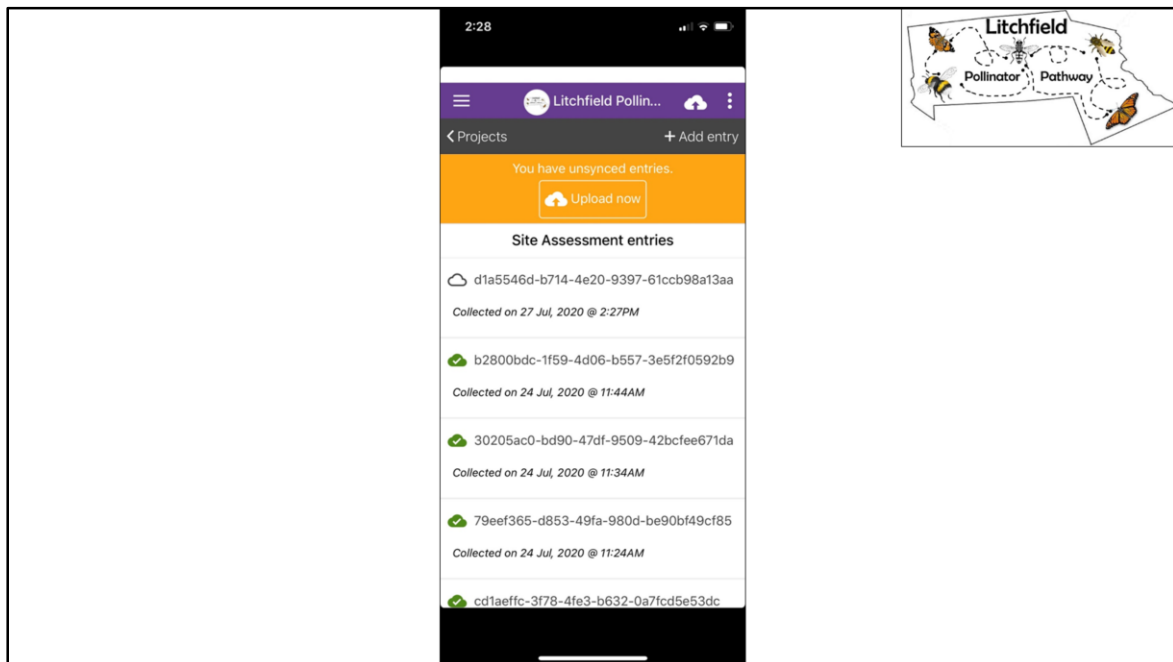 2:28
Litchfield Pollin...
Projects
+ Add entry
You have unsynced entries.
Upload now
Site Assessment entries
d1a5546d-b714-4e20-9397-61ccb98a13aa
Collected on 27 Jul, 2020 @ 2:27PM
b2800bdc-1f59-4d06-b557-3e5f2f0592b9
Collected on 24 Jul, 2020 @ 11:44AM
30205ac0-bd90-47df-9509-42bcfee671da
Collected on 24 Jul, 2020 @ 11:34AM
79eef365-d853-49fa-980d-be90bf49cf85
Collected on 24 Jul, 2020 @ 11:24AM
cd1aeffc-3f78-4fe3-b632-0a7fcd5e53dc
Litchfield
Pollinator Pathway